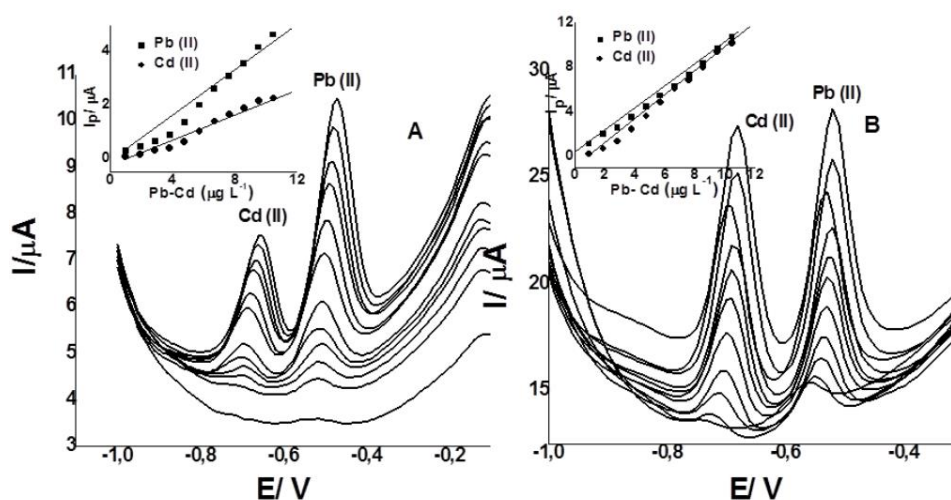 4
2
0
Ip/ µA
Pb (II)
Cd (II)
0
4
8
12
Pb-Cd (µg L-1)
11
10
9
8
7
6
5
4
3
I/µA
Pb (II)
A
Cd (II)
-1,0
-0,8
-0,6
-0,4
-0,2
E/ V
12
8
4
0
Ip/ µA
Pb (II)
Cd (II)
0
2
4
6
8
10
12
Pb-Cd (µg L-1)
30
25
20
15
12
I/ µA
Pb (II)
Cd (II)
B
-1,0
-0,8
-0,6
-0,4
E/ V